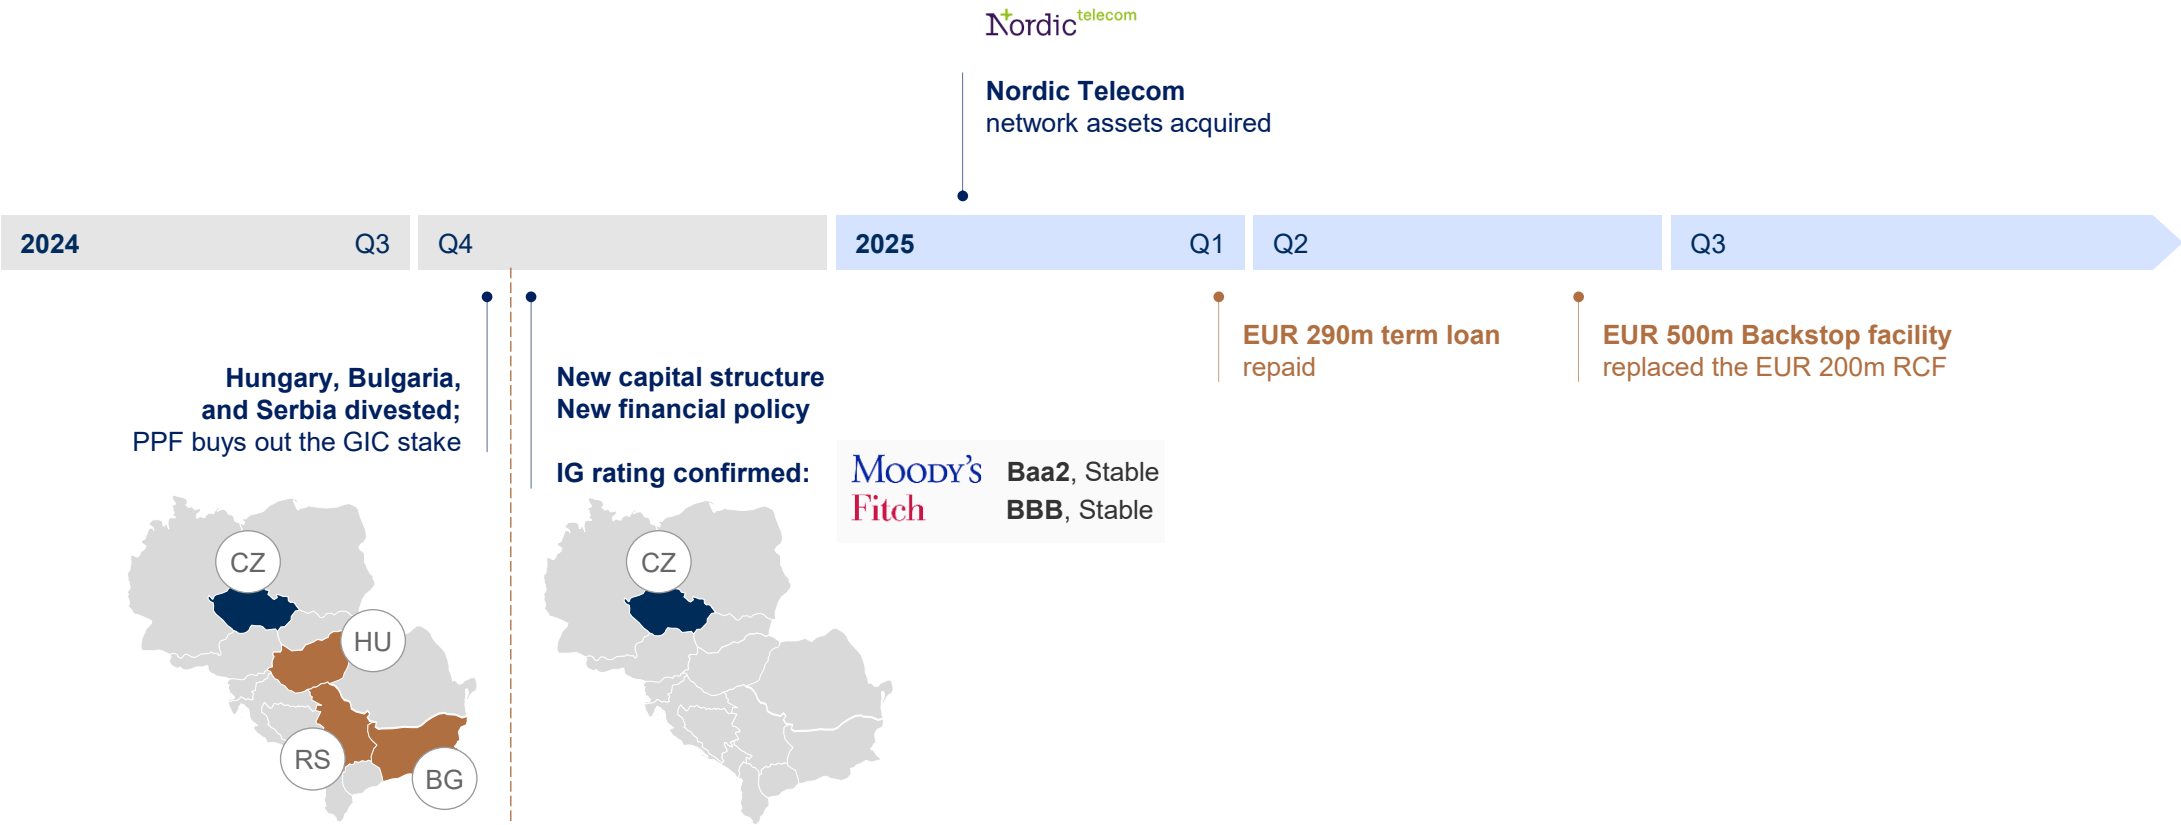 Nordic telecom
Nordic Telecom
network assets acquired
2024 Q3 Q4 2025 Q1 Q2 Q3
Hungary, Bulgaria,
and Serbia divested;
PPF buys out the GIC stake
New capital structure
New financial policy
IG rating confirmed:
MOODY'S Baa2, Stable
Fitch BBB, Stable
EUR 290m term loan
repaid
EUR 500m Backstop facility
replaced the EUR 200m RCF
CZ
HU
RS
BG
CZ